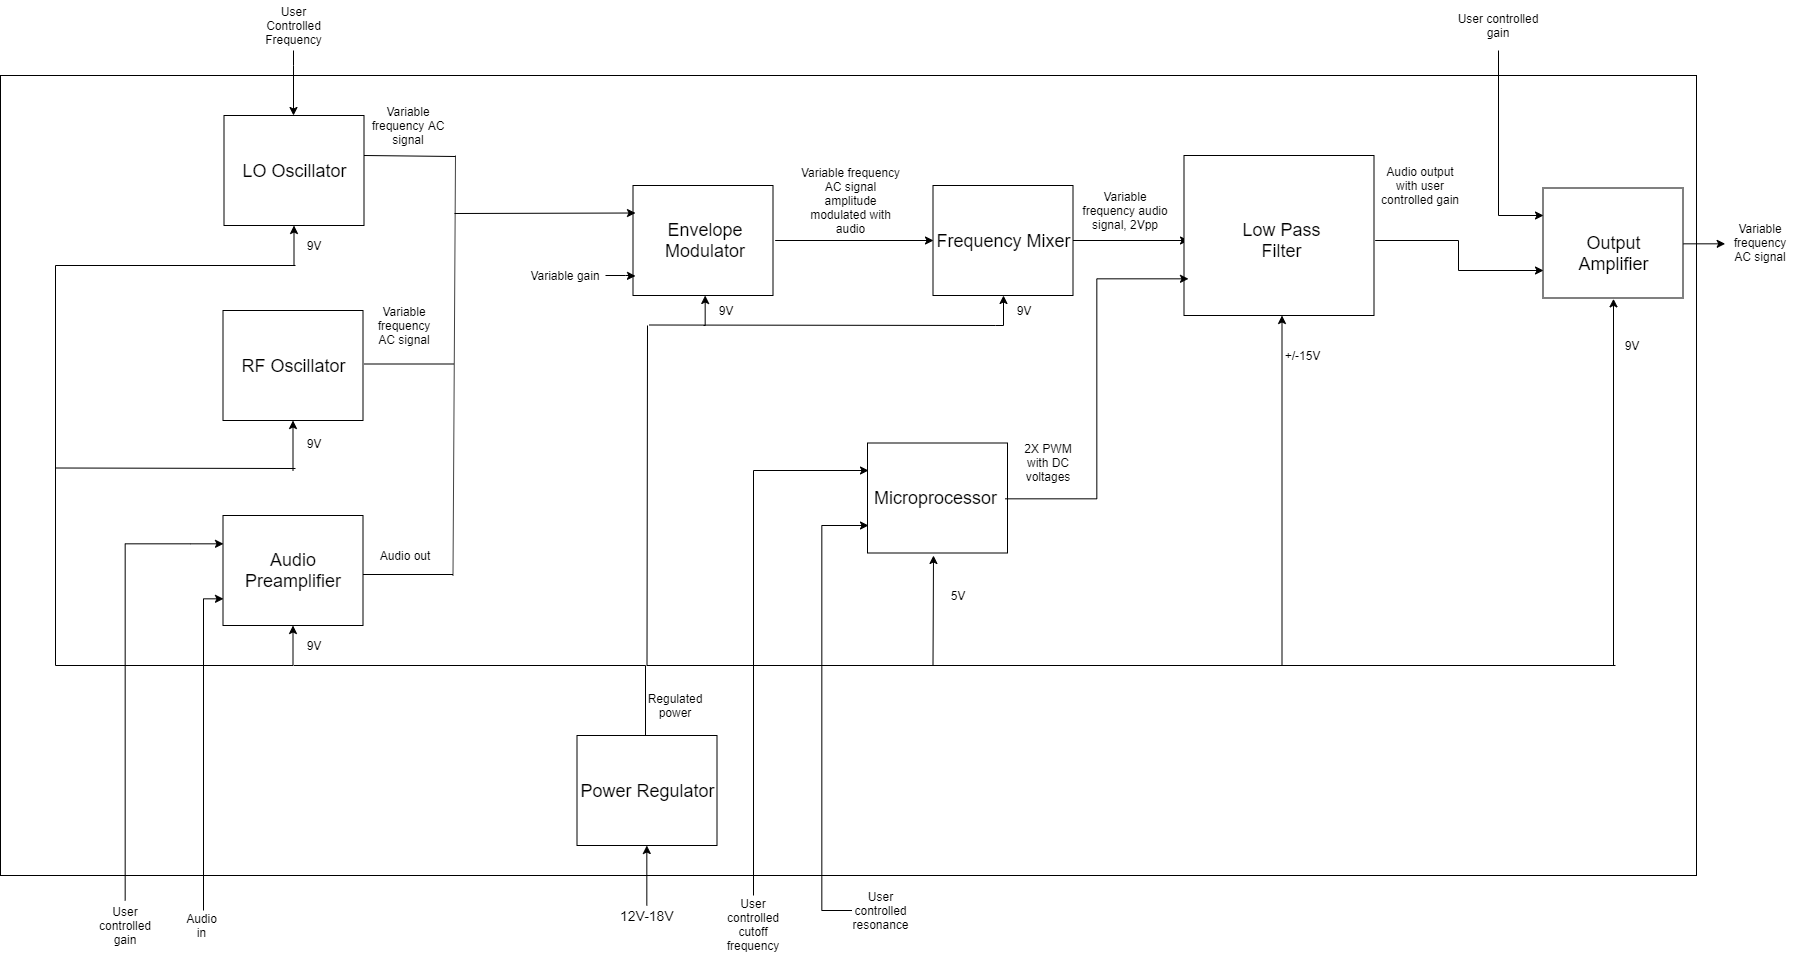 User
Controlled
Frequency
User controlled
gain
Variable
frequency AC
signal
LO Oscillator
9V
Variable
frequency
AC signal
RF Oscillator
9V
Audio
Preamplifier
Audio out
9V
Envelope
Modulator
Variable gain
9V
Variable frequency
AC signal
amplitude
modulated with
audio
Frequency Mixer
9V
Variable
frequency audio
signal, 2Vpp
Low Pass
Filter
+/-15V
Audio output
with user
controlled gain
Output
Amplifier
9V
Variable
frequency
AC signal
Microprocessor
2X PWM
with DC
voltages
5V
Regulated
power
Power Regulator
User
controlled
gain
Audio
in
12V-18V
User
controlled
cutoff
frequency
User
controlled
resonance